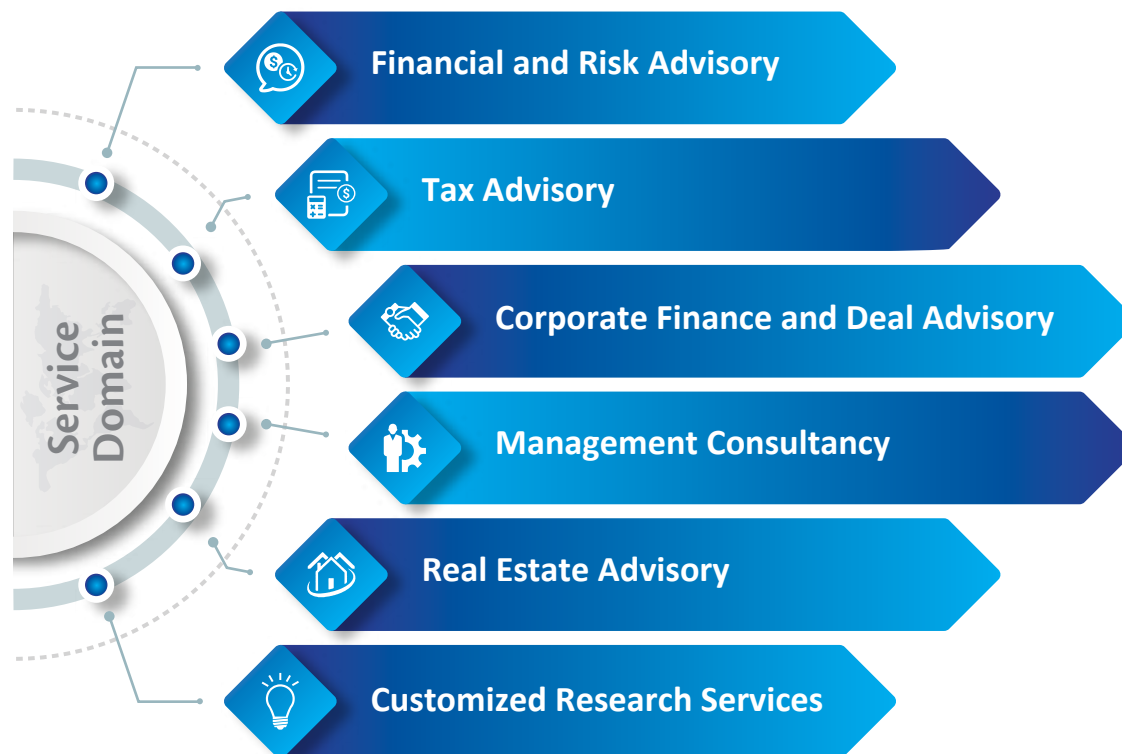 Financial and Risk Advisory
Tax Advisory
Corporate Finance and Deal Advisory
Management Consultancy
Real Estate Advisory
Customized Research Services
Service
Domain